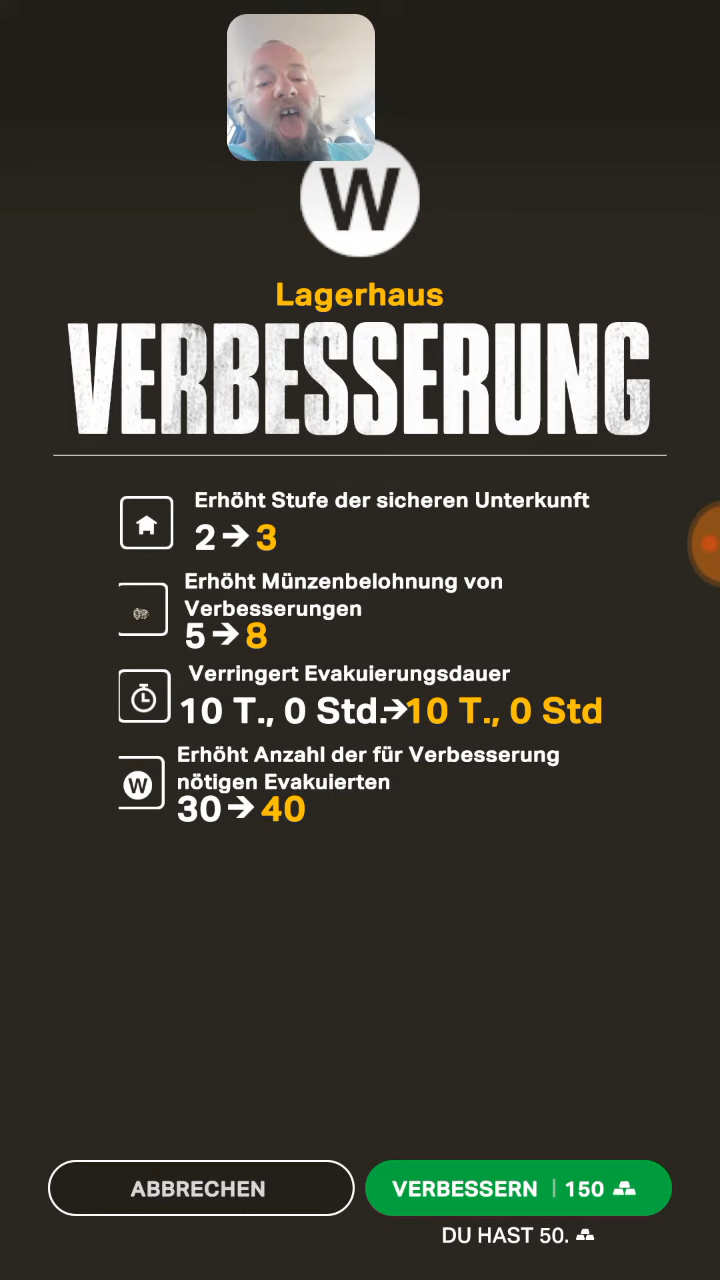 W
Lagerhaus
VERBESSERUNG
Erhöht Stufe der sicheren Unterkunft
2 → 3
Erhöht Münzenbelohnung von
Verbesserungen
5 → 8
Verringert Evakuierungsdauer
10 T., 0 Std.→10 T., 0 Std
Erhöht Anzahl der für Verbesserung
W
nötigen Evakuierten
30 → 40
ABBRECHEN
VERBESSERN | 150
DU HAST 50.